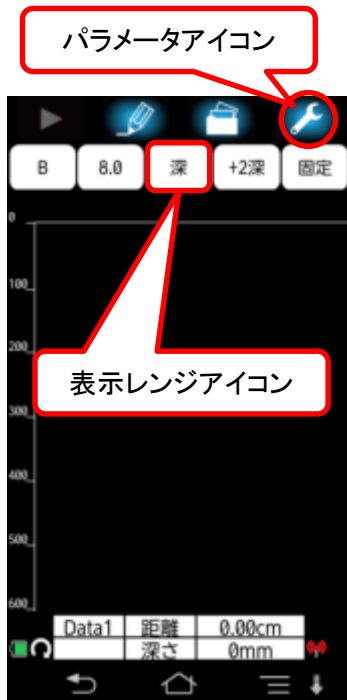 パラメータアイコン
B 8.0 深 +2深 固定
0
100
200
表示レンジアイコン
300
400
500
600
Data1 距離 0.00cm
深さ 0mm